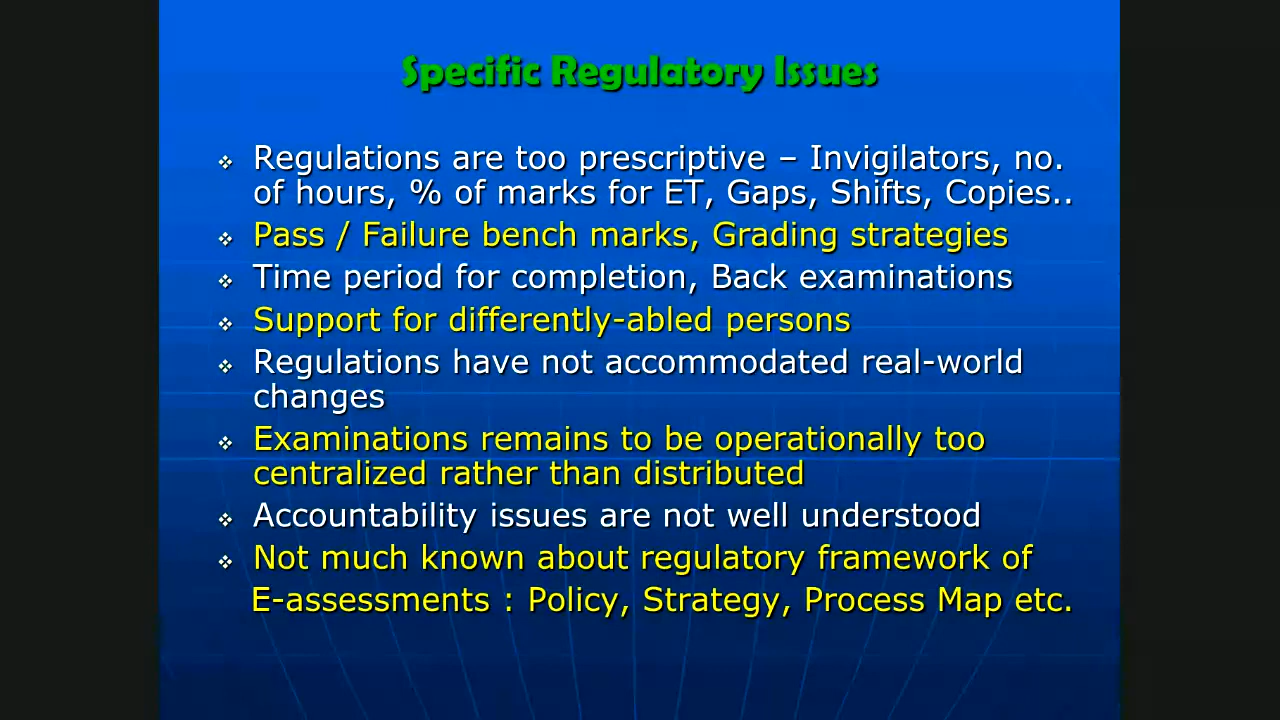 Specific Regulatory Issues
❖ Regulations are too prescriptive – Invigilators, no.
of hours, % of marks for ET, Gaps, Shifts, Copies..
❖ Pass / Failure bench marks, Grading strategies
❖ Time period for completion, Back examinations
❖ Support for differently-abled persons
❖ Regulations have not accommodated real-world
changes
❖ Examinations remains to be operationally too
centralized rather than distributed
❖ Accountability issues are not well understood
❖ Not much known about regulatory framework of
E-assessments : Policy, Strategy, Process Map etc.